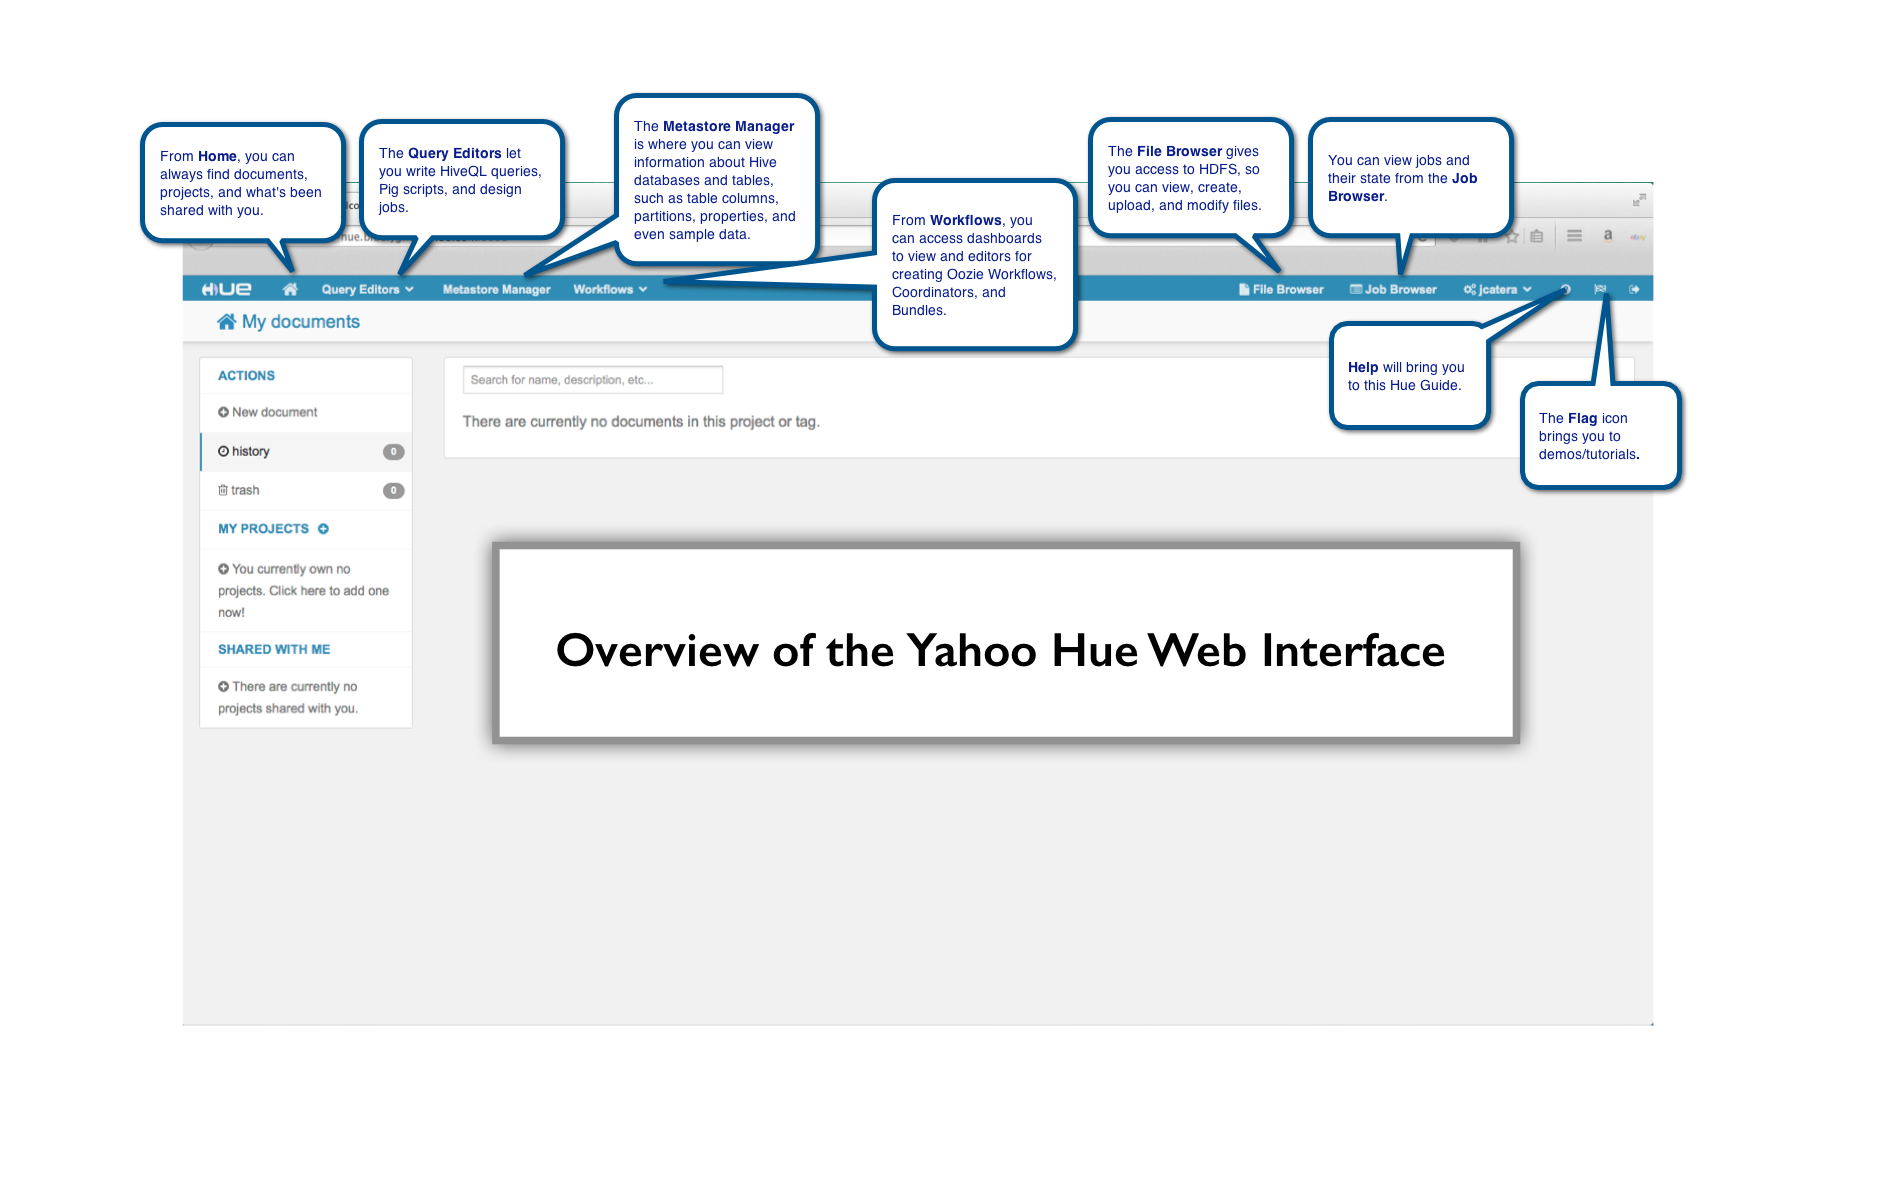 From Home, you can
always find documents,
projects, and what's been
shared with you.
The Query Editors let
you write HiveQL queries,
Pig scripts, and design
jobs.
The Metastore Manager
is where you can view
information about Hive
databases and tables,
such as table columns,
partitions, properties, and
even sample data.
From Workflows, you
can access dashboards
to view and editors for
creating Oozie Workflows,
Coordinators, and
Bundles.
The File Browser gives
you access to HDFS, so
you can view, create,
upload, and modify files.
You can view jobs and
their state from the Job
Browser.
HUE Query Editors Metastore Manager Workflows File Browser Job Browser jcatera
My documents
Help will bring you
to this Hue Guide.
The Flag icon
brings you to
demos/tutorials.
ACTIONS
New document
history 0
trash 0
MY PROJECTS
You currently own no
projects. Click here to add one
now!
SHARED WITH ME
There are currently no
projects shared with you.
Search for name, description, etc...
There are currently no documents in this project or tag.
Overview of the Yahoo Hue Web Interface